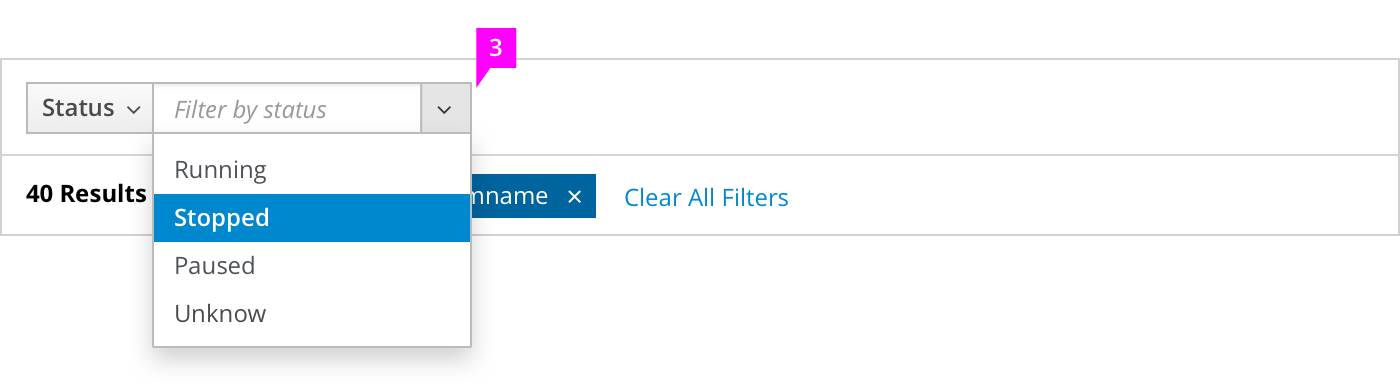 3
Status
Filter by status
Running
40 Results
nname × Clear All Filters
Stopped
Paused
Unknow